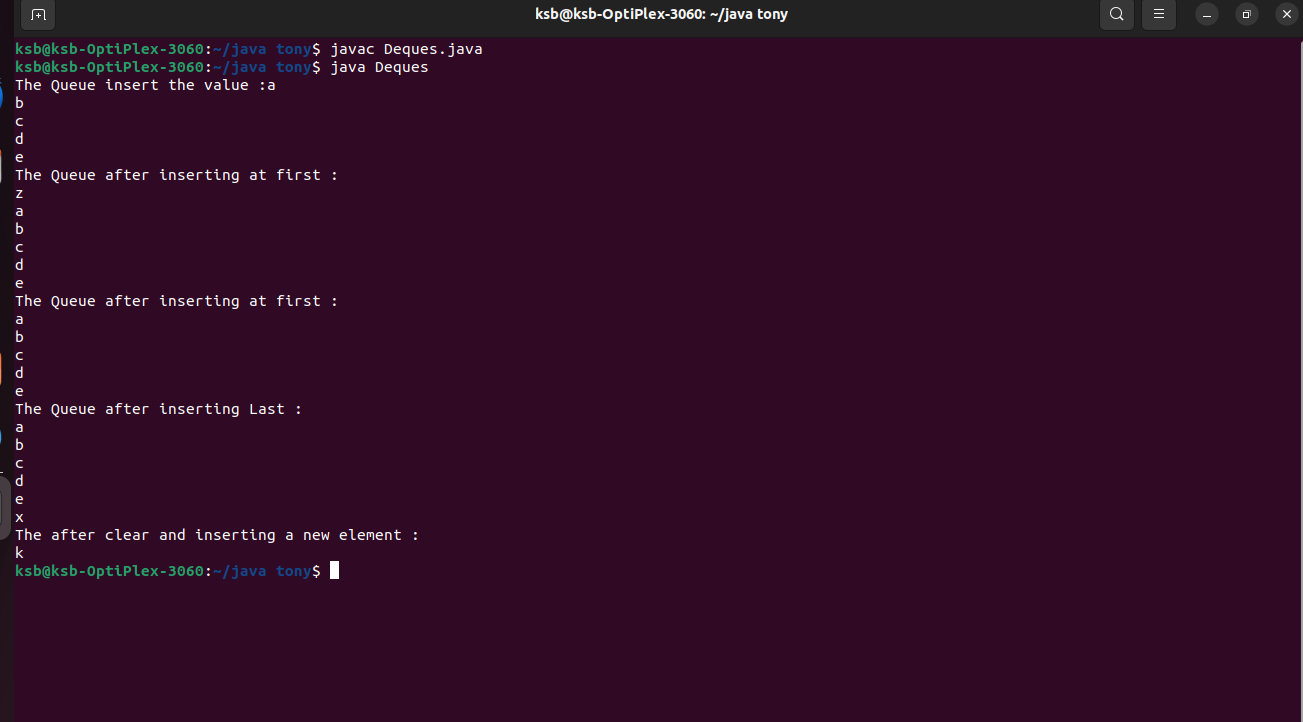 ksb@ksb-OptiPlex-3060: ~/java tony
ksb@ksb-OptiPlex-3060:~/java tony$ javac Deques.java
ksb@ksb-OptiPlex-3060:~/java tony$ java Deques
The Queue insert the value :a
b
c
d
e
The Queue after inserting at first :
z
a
b
c
d
e
The Queue after inserting at first :
a
b
c
d
e
The Queue after inserting Last :
a
b
c
d
e
x
The after clear and inserting a new element :
k
ksb@ksb-OptiPlex-3060:~/java tony$